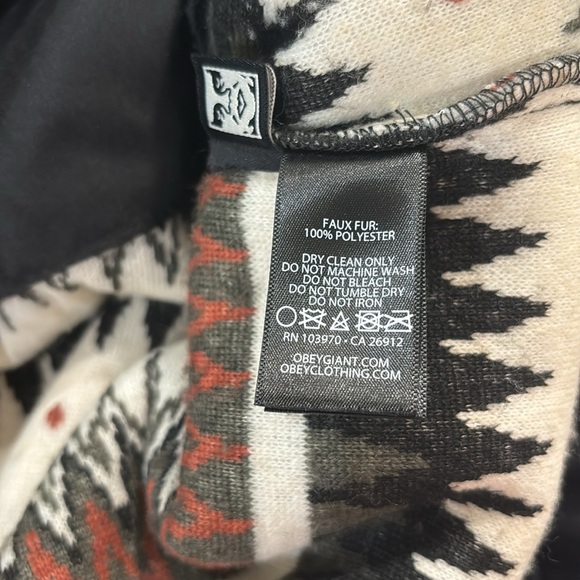 FAUX FUR:
100% POLYESTER
DRY CLEAN ONLY
DO NOT MACHINE WASH
DO NOT BLEACH
DO NOT TUMBLE DRY
DO NOT IRON
RN 103970 • CA 26912
OBEYGIANT.COM
OBEYCLOTHING.COM